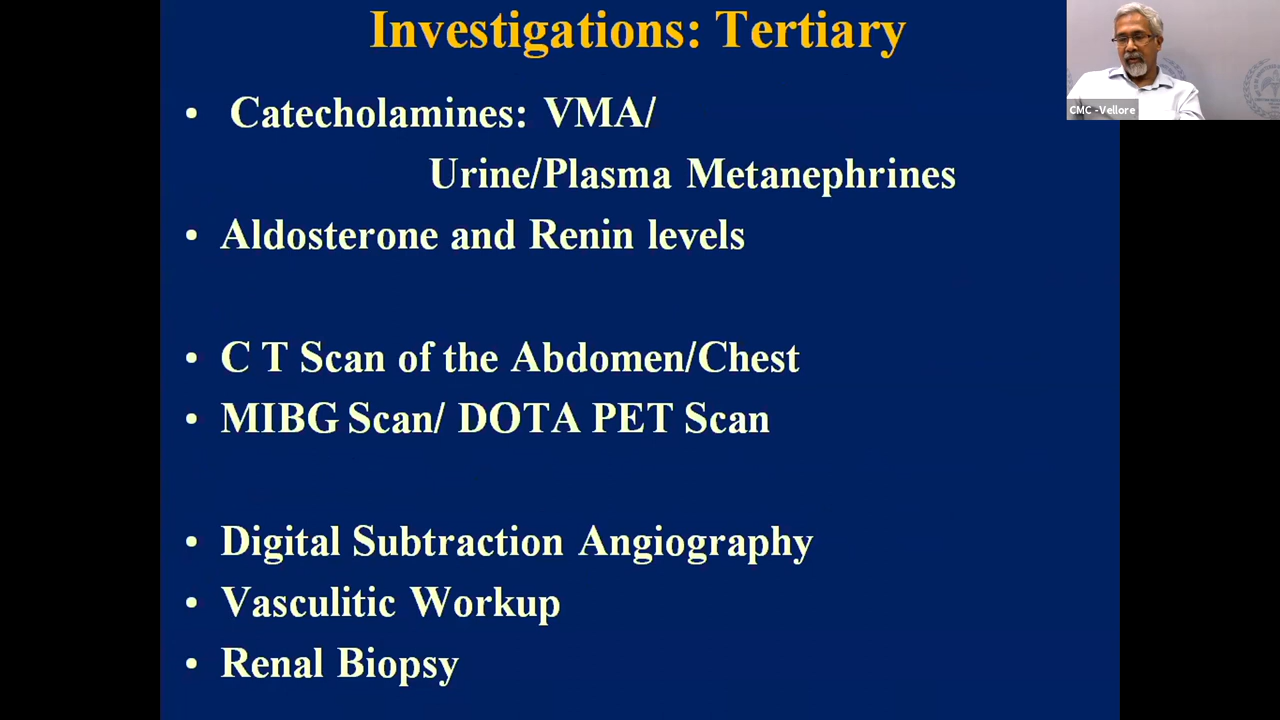 Investigations: Tertiary
• Catecholamines: VMA/
Urine/Plasma Metanephrines
• Aldosterone and Renin levels
• C T Scan of the Abdomen/Chest
• MIBG Scan/ DOTA PET Scan
• Digital Subtraction Angiography
• Vasculitic Workup
• Renal Biopsy
CMC -Vellore